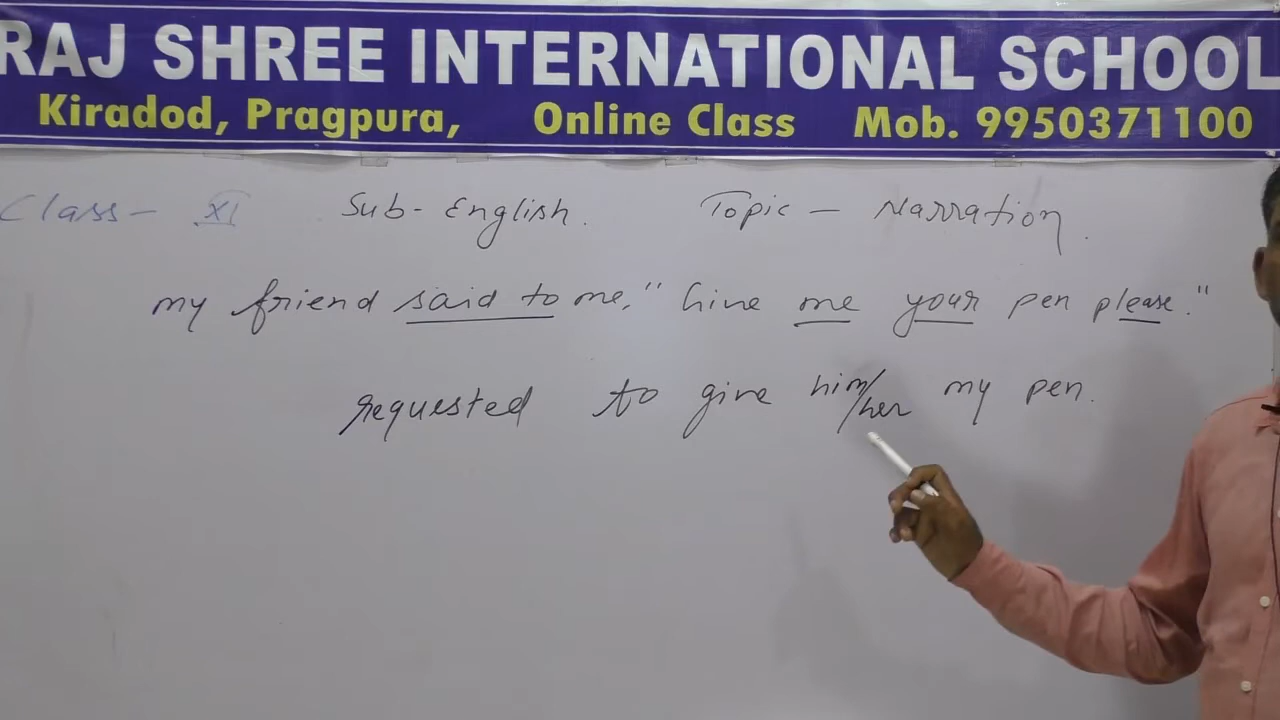 RAJ SHREE INTERNATIONAL SCHOOL
Kiradod, Pragpura, Online Class Mob. 9950371100
Class - XI Sub - English. Topic - Narration.
my friend said to me, " Give me your pen please."
requested to give him/her my pen.